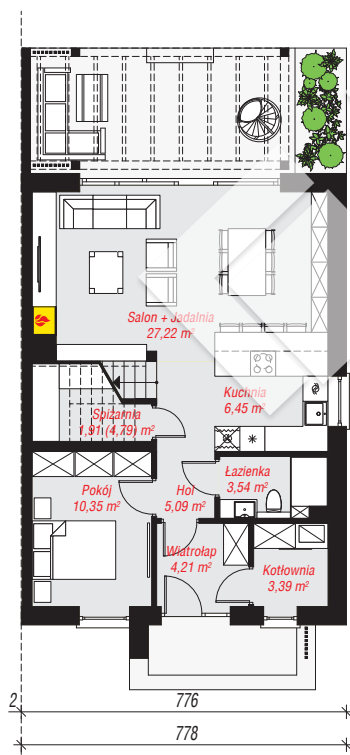 Salon + Jadalnia
27,22 m²
Kuchnia
6,45 m²
Spiżarnia
1,91 (4,79) m²
Łazienka
3,54 m²
Pokój
10,35 m²
Hol
5,09 m²
Wiatrołap
4,21 m²
Kotłownia
3,39 m²
2
776
778